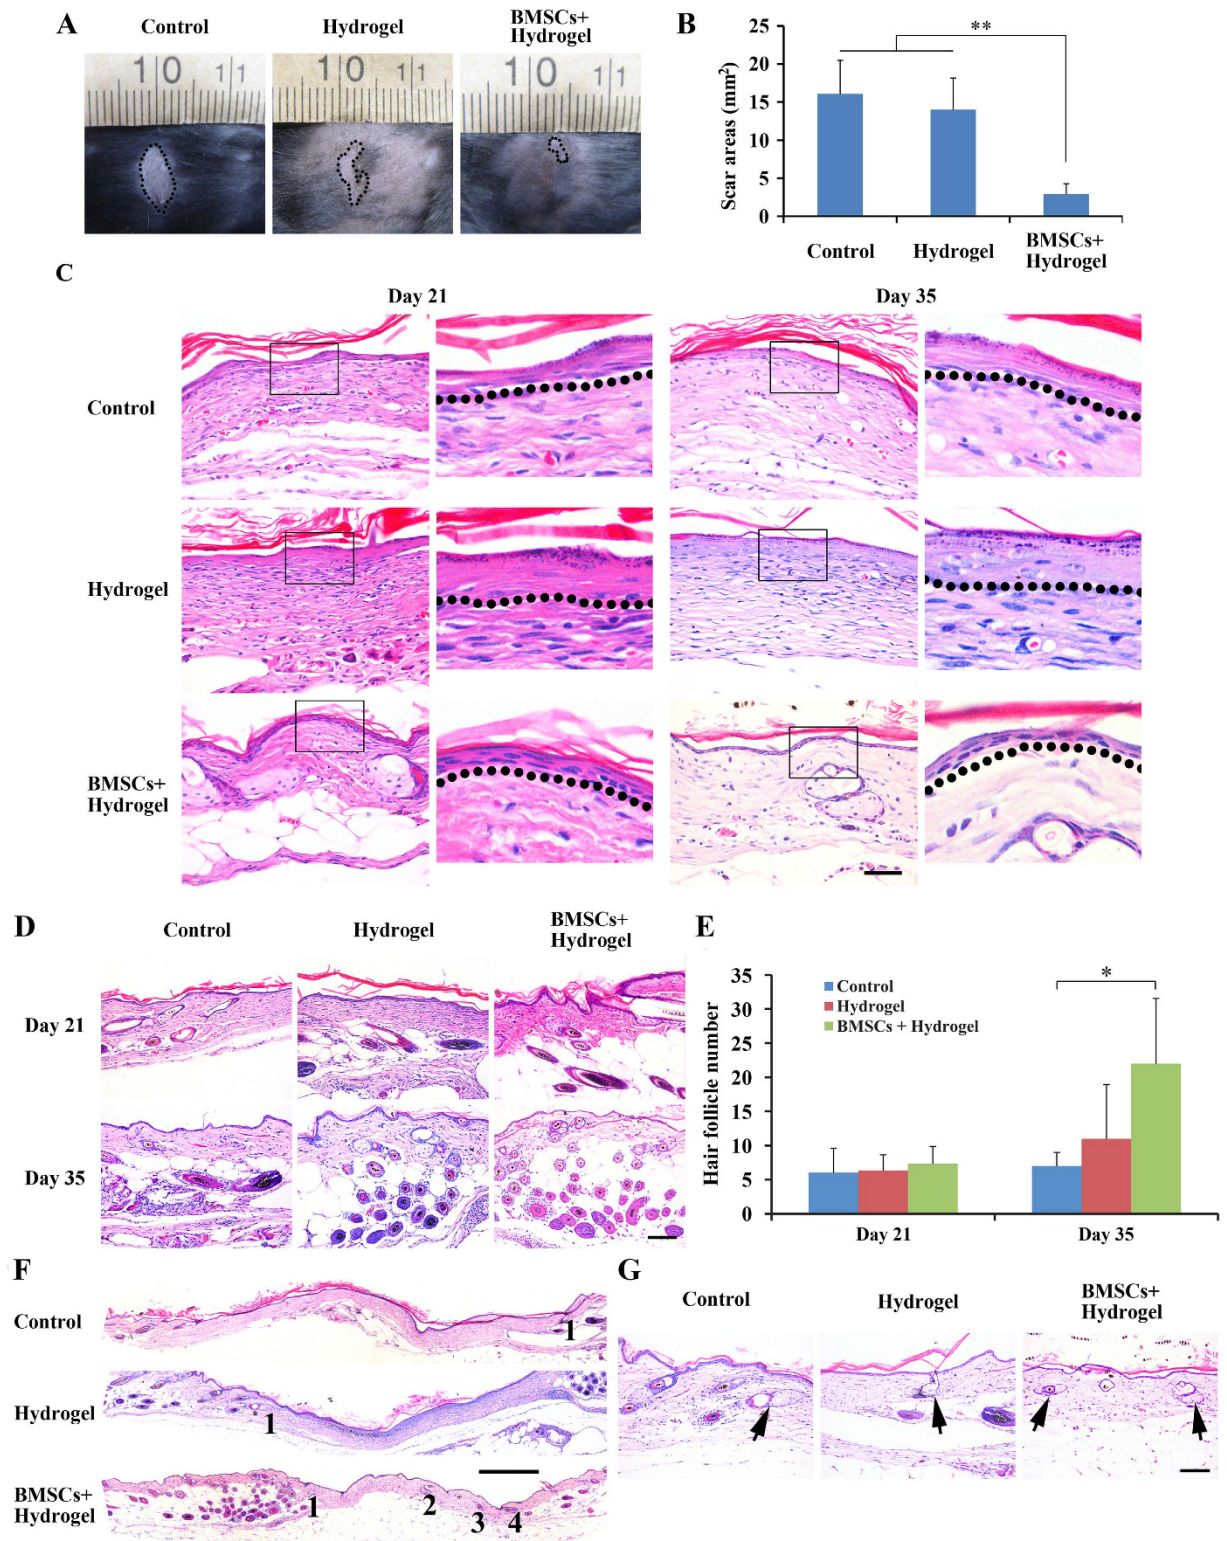 A
Control
Hydrogel
BMSCs+
Hydrogel
10 11
10 11
10 11
B
Scar areas (mm²)
25
20
15
10
5
0
**
Control
Hydrogel
BMSCs+
Hydrogel
C
Day 21
Day 35
Control
Hydrogel
BMSCs+
Hydrogel
D
Control
Hydrogel
BMSCs+
Hydrogel
Day 21
Day 35
E
Hair follicle number
35
30
25
20
15
10
5
0
Control
Hydrogel
BMSCs + Hydrogel
*
Day 21
Day 35
F
Control
1
Hydrogel
1
BMSCs+
Hydrogel
1 2 3 4
G
Control
Hydrogel
BMSCs+
Hydrogel